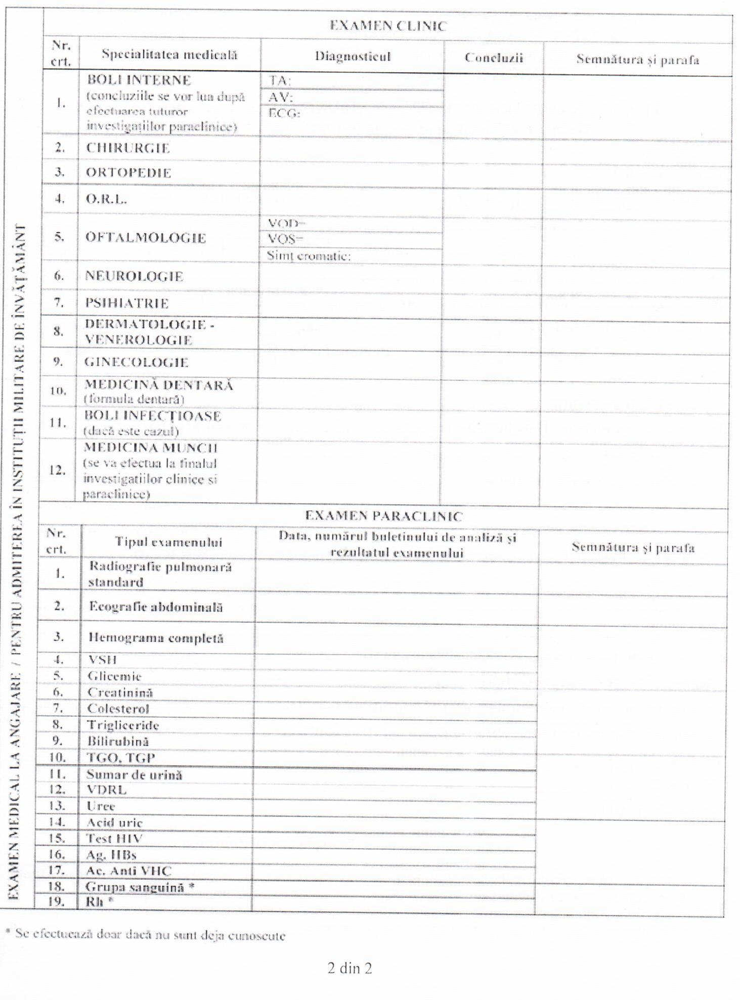 EXAMEN MEDICAL LA ANGAJARE / PENTRU ADMITEREA ÎN INSTITUȚII MILITARE DE ÎNVĂȚĂMÂNT
EXAMEN CLINIC
Nr. crt.
Specialitatea medicală
Diagnosticul
Concluzii
Semnătura și parafa
1.
BOLI INTERNE
(concluziile se vor lua după
efectuarea tuturor
investigațiilor paraclinice)
TA:
AV:
ECG:
2.
CHIRURGIE
3.
ORTOPEDIE
4.
O.R.L.
5.
OFTALMOLOGIE
VOD=
VOS=
Simț cromatic:
6.
NEUROLOGIE
7.
PSIHIATRIE
8.
DERMATOLOGIE -
VENEROLOGIE
9.
GINECOLOGIE
10.
MEDICINĂ DENTARĂ
(formula dentară)
11.
BOLI INFECȚIOASE
(dacă este cazul)
12.
MEDICINA MUNCII
(se va efectua la finalul
investigatiilor clinice si
paraclinice)
EXAMEN PARACLINIC
Nr.
crt.
Tipul examenului
Data, numărul buletinului de analiză și
rezultatul examenului
Semnătura și parafa
1.
Radiografie pulmonară
standard
2.
Ecografie abdominală
3.
Hemograma completă
4.
VSH
5.
Glicemie
6.
Creatinină
7.
Colesterol
8.
Trigliceride
9.
Bilirubină
10.
TGO, TGP
11.
Sumar de urină
12.
VDRL
13.
Uree
14.
Acid uric
15.
Test HIV
16.
Ag. HBs
17.
Ac. Anti VHC
18.
Grupa sanguină *
19.
Rh *
* Se efectuează doar dacă nu sunt deja cunoscute
2 din 2